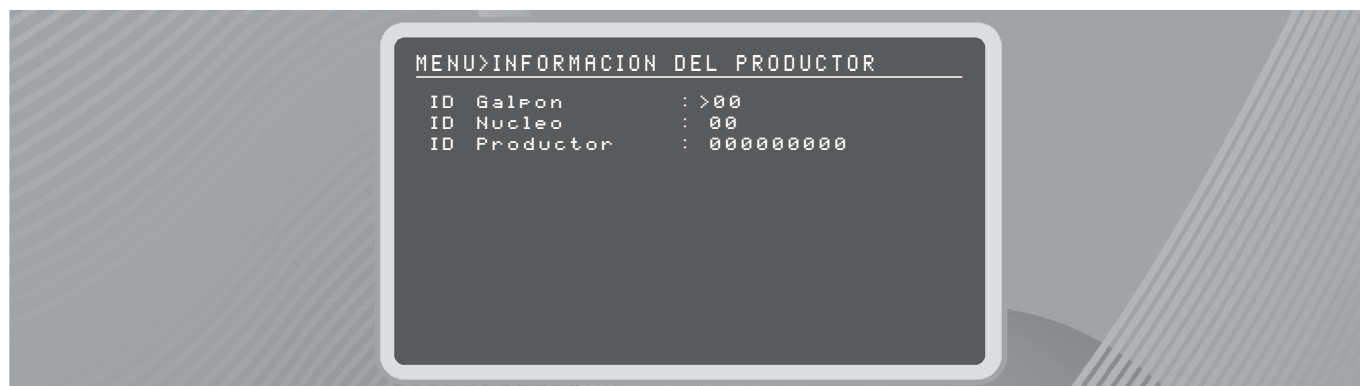 MENU>INFORMACION DEL PRODUCTOR
ID Galpon :>00
ID Nucleo : 00
ID Productor : 000000000